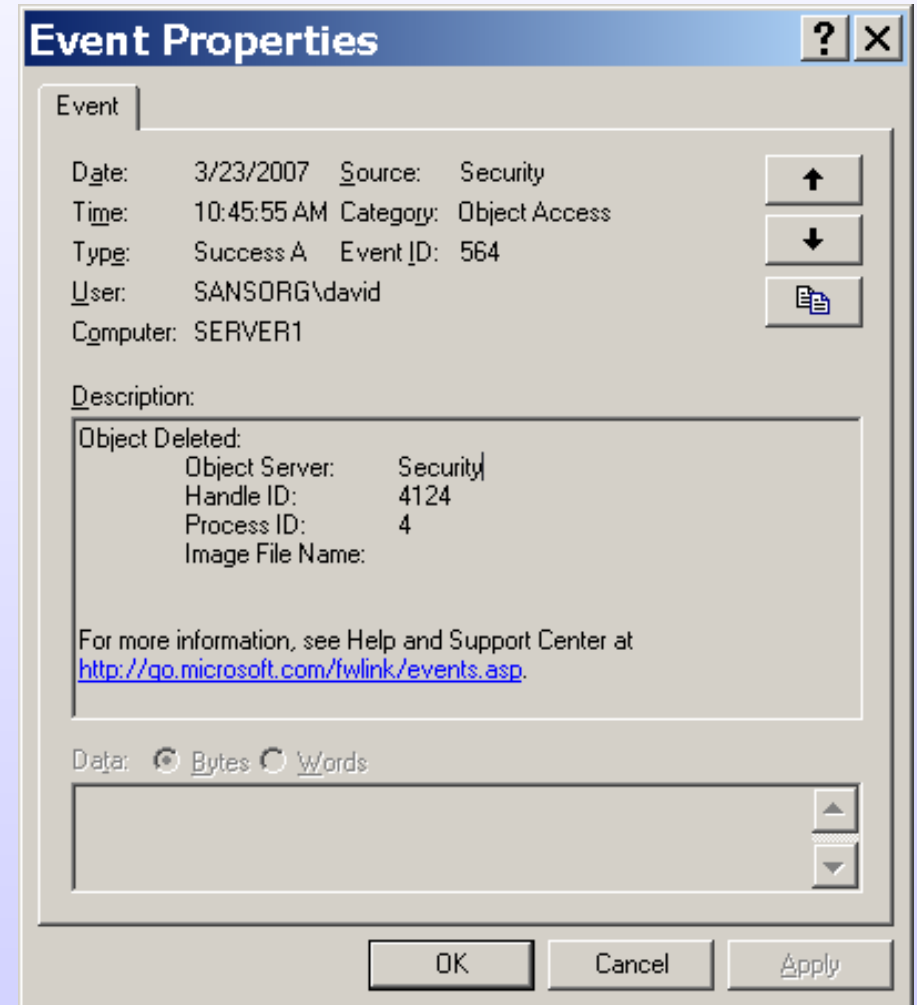 Event Properties
Event
Date: 3/23/2007 Source: Security
Time: 10:45:55 AM Category: Object Access
Type: Success A Event ID: 564
User: SANSORG\david
Computer: SERVER1
Description:
Object Deleted:
Object Server: Security
Handle ID: 4124
Process ID: 4
Image File Name:
For more information, see Help and Support Center at
http://go.microsoft.com/fwlink/events.asp.
Data: Bytes Words
OK Cancel Apply